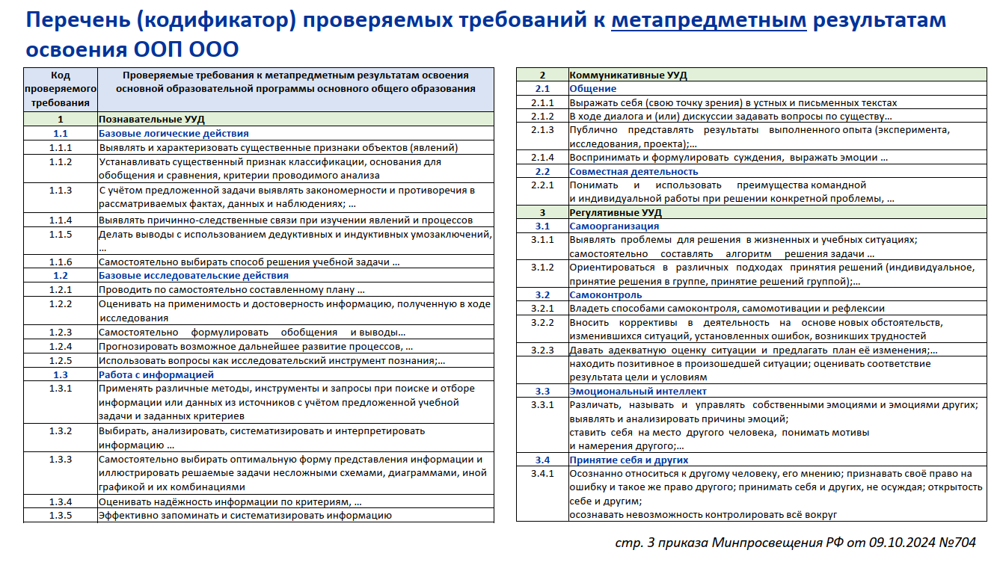 Перечень (кодификатор) проверяемых требований к метапредметным результатам
освоения ООП ООО
Код
проверяемого
требования
Проверяемые требования к метапредметным результатам освоения
основной образовательной программы основного общего образования
1 Познавательные УУД
1.1 Базовые логические действия
1.1.1 Выявлять и характеризовать существенные признаки объектов (явлений)
1.1.2 Устанавливать существенный признак классификации, основания для
обобщения и сравнения, критерии проводимого анализа
1.1.3 С учётом предложенной задачи выявлять закономерности и противоречия в
рассматриваемых фактах, данных и наблюдениях; …
1.1.4 Выявлять причинно-следственные связи при изучении явлений и процессов
1.1.5 Делать выводы с использованием дедуктивных и индуктивных умозаключений,
…
1.1.6 Самостоятельно выбирать способ решения учебной задачи …
1.2 Базовые исследовательские действия
1.2.1 Проводить по самостоятельно составленному плану …
1.2.2 Оценивать на применимость и достоверность информацию, полученную в ходе
исследования
1.2.3 Самостоятельно формулировать обобщения и выводы…
1.2.4 Прогнозировать возможное дальнейшее развитие процессов, …
1.2.5 Использовать вопросы как исследовательский инструмент познания;…
1.3 Работа с информацией
1.3.1 Применять различные методы, инструменты и запросы при поиске и отборе
информации или данных из источников с учётом предложенной учебной
задачи и заданных критериев
1.3.2 Выбирать, анализировать, систематизировать и интерпретировать
информацию …
1.3.3 Самостоятельно выбирать оптимальную форму представления информации и
иллюстрировать решаемые задачи несложными схемами, диаграммами, иной
графикой и их комбинациями
1.3.4 Оценивать надёжность информации по критериям, …
1.3.5 Эффективно запоминать и систематизировать информацию
2 Коммуникативные УУД
2.1 Общение
2.1.1 Выражать себя (свою точку зрения) в устных и письменных текстах
2.1.2 В ходе диалога и (или) дискуссии задавать вопросы по существу…
2.1.3 Публично представлять результаты выполненного опыта (эксперимента,
исследования, проекта);…
2.1.4 Воспринимать и формулировать суждения, выражать эмоции …
2.2 Совместная деятельность
2.2.1 Понимать и использовать преимущества командной
и индивидуальной работы при решении конкретной проблемы, …
3 Регулятивные УУД
3.1 Самоорганизация
3.1.1 Выявлять проблемы для решения в жизненных и учебных ситуациях;
самостоятельно составлять алгоритм решения задачи …
3.1.2 Ориентироваться в различных подходах принятия решений (индивидуальное,
принятие решения в группе, принятие решений группой);…
3.2 Самоконтроль
3.2.1 Владеть способами самоконтроля, самомотивации и рефлексии
3.2.2 Вносить коррективы в деятельность на основе новых обстоятельств,
изменившихся ситуаций, установленных ошибок, возникших трудностей
3.2.3 Давать адекватную оценку ситуации и предлагать план её изменения;…
находить позитивное в произошедшей ситуации; оценивать соответствие
результата цели и условиям
3.3 Эмоциональный интеллект
3.3.1 Различать, называть и управлять собственными эмоциями и эмоциями других;
выявлять и анализировать причины эмоций;
ставить себя на место другого человека, понимать мотивы
и намерения другого;…
3.4 Принятие себя и других
3.4.1 Осознанно относиться к другому человеку, его мнению; признавать своё право на
ошибку и такое же право другого; принимать себя и других, не осуждая; открытость
себе и другим;
осознавать невозможность контролировать всё вокруг
стр. 3 приказа Минпросвещения РФ от 09.10.2024 №704